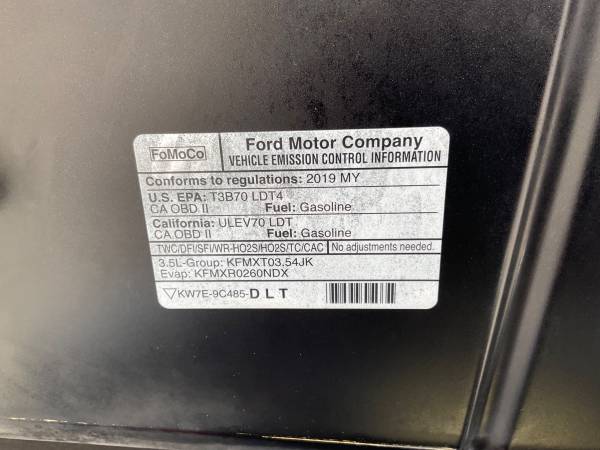 FoMoCo
Ford Motor Company
VEHICLE EMISSION CONTROL INFORMATION
Conforms to regulations: 2019 MY
U.S. EPA: T3B70 LDT4
CA OBD II Fuel: Gasoline
California: ULEV70 LDT
CA OBD II Fuel: Gasoline
TWC/DFI/SFI/WR-HO2S/HO2S/TC/CAC No adjustments needed.
3.5L-Group: KFMXT03.54JK
Evap: KFMXR0260NDX
KW7E-9C485-D L T